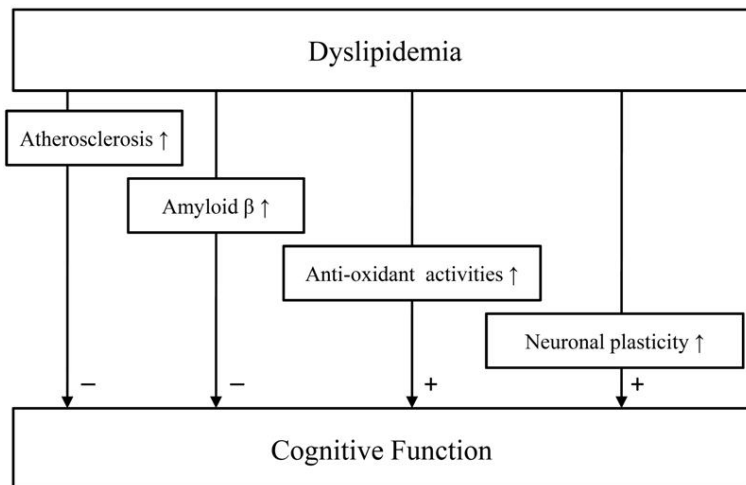 Dyslipidemia
Atherosclerosis ↑
Amyloid β ↑
Anti-oxidant activities ↑
Neuronal plasticity ↑
− − + +
Cognitive Function